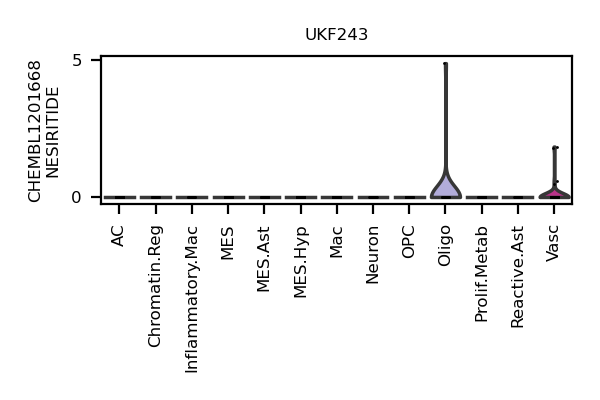 UKF243
CHEMBL1201668
NESIRITIDE
5
0
AC
Chromatin.Reg
Inflammatory.Mac
MES
MES.Ast
MES.Hyp
Mac
Neuron
OPC
Oligo
Prolif.Metab
Reactive.Ast
Vasc